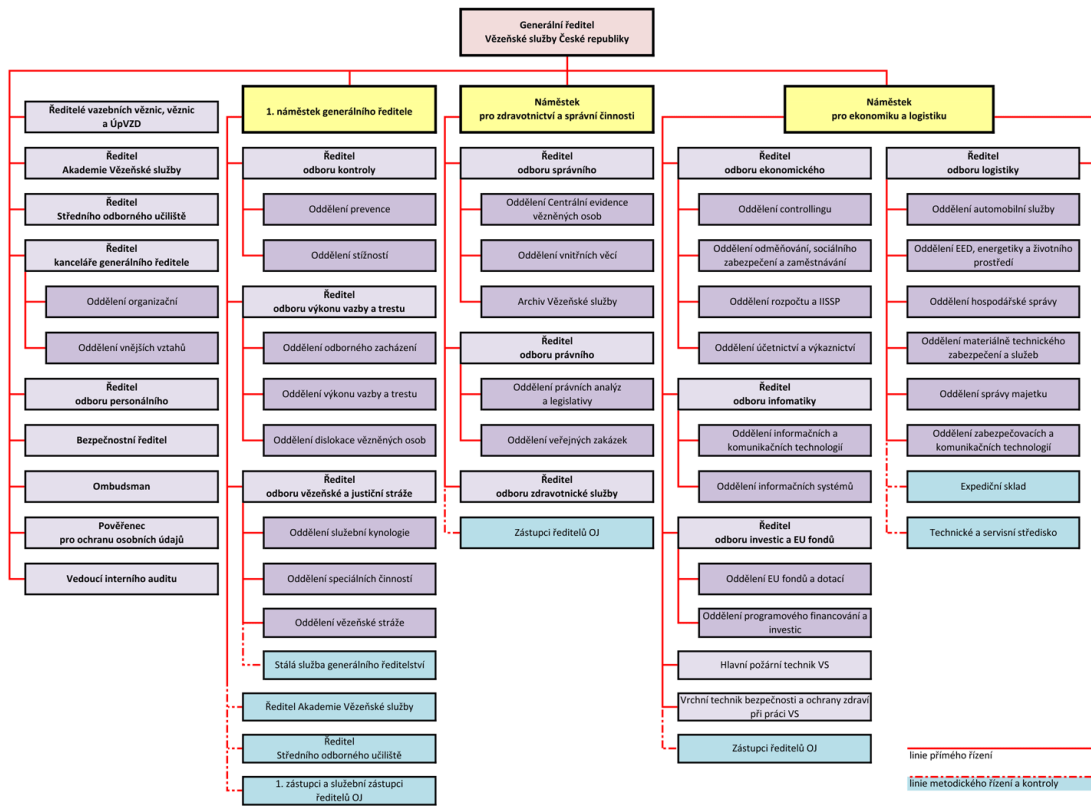 Generální ředitel
Vězeňské služby České republiky
Ředitelé vazebních věznic, věznic
a ÚpVZD
Ředitel
Akademie Vězeňské služby
Ředitel
Středního odborného učiliště
Ředitel
kanceláře generálního ředitele
Oddělení organizační
Oddělení vnějších vztahů
Ředitel
odboru personálního
Bezpečnostní ředitel
Ombudsman
Pověřenec
pro ochranu osobních údajů
Vedoucí interního auditu
1. náměstek generálního ředitele
Ředitel
odboru kontroly
Oddělení prevence
Oddělení stížností
Ředitel
odboru výkonu vazby a trestu
Oddělení odborného zacházení
Oddělení výkonu vazby a trestu
Oddělení dislokace vězněných osob
Ředitel
odboru vězeňské a justiční stráže
Oddělení služební kynologie
Oddělení speciálních činností
Oddělení vězeňské stráže
Stálá služba generálního ředitelství
Ředitel Akademie Vězeňské služby
Ředitel
Středního odborného učiliště
1. zástupci a služební zástupci
ředitelů OJ
Náměstek
pro zdravotnictví a správní činnosti
Ředitel
odboru správního
Oddělení Centrální evidence
vězněných osob
Oddělení vnitřních věcí
Archiv Vězeňské služby
Ředitel
odboru právního
Oddělení právních analýz
a legislativy
Oddělení veřejných zakázek
Ředitel
odboru zdravotnické služby
Zástupci ředitelů OJ
Náměstek
pro ekonomiku a logistiku
Ředitel
odboru ekonomického
Oddělení controllingu
Oddělení odměňování, sociálního
zabezpečení a zaměstnávání
Oddělení rozpočtu a IISSP
Oddělení účetnictví a výkaznictví
Ředitel
odboru infomatiky
Oddělení informačních a
komunikačních technologií
Oddělení informačních systémů
Ředitel
odboru investic a EU fondů
Oddělení EU fondů a dotací
Oddělení programového financování a
investic
Hlavní požární technik VS
Vrchní technik bezpečnosti a ochrany zdraví
při práci VS
Zástupci ředitelů OJ
Ředitel
odboru logistiky
Oddělení automobilní služby
Oddělení EED, energetiky a životního
prostředí
Oddělení hospodářské správy
Oddělení materiálně technického
zabezpečení a služeb
Oddělení správy majetku
Oddělení zabezpečovacích a
komunikačních technologií
Expediční sklad
Technické a servisní středisko
linie přímého řízení
linie metodického řízení a kontroly